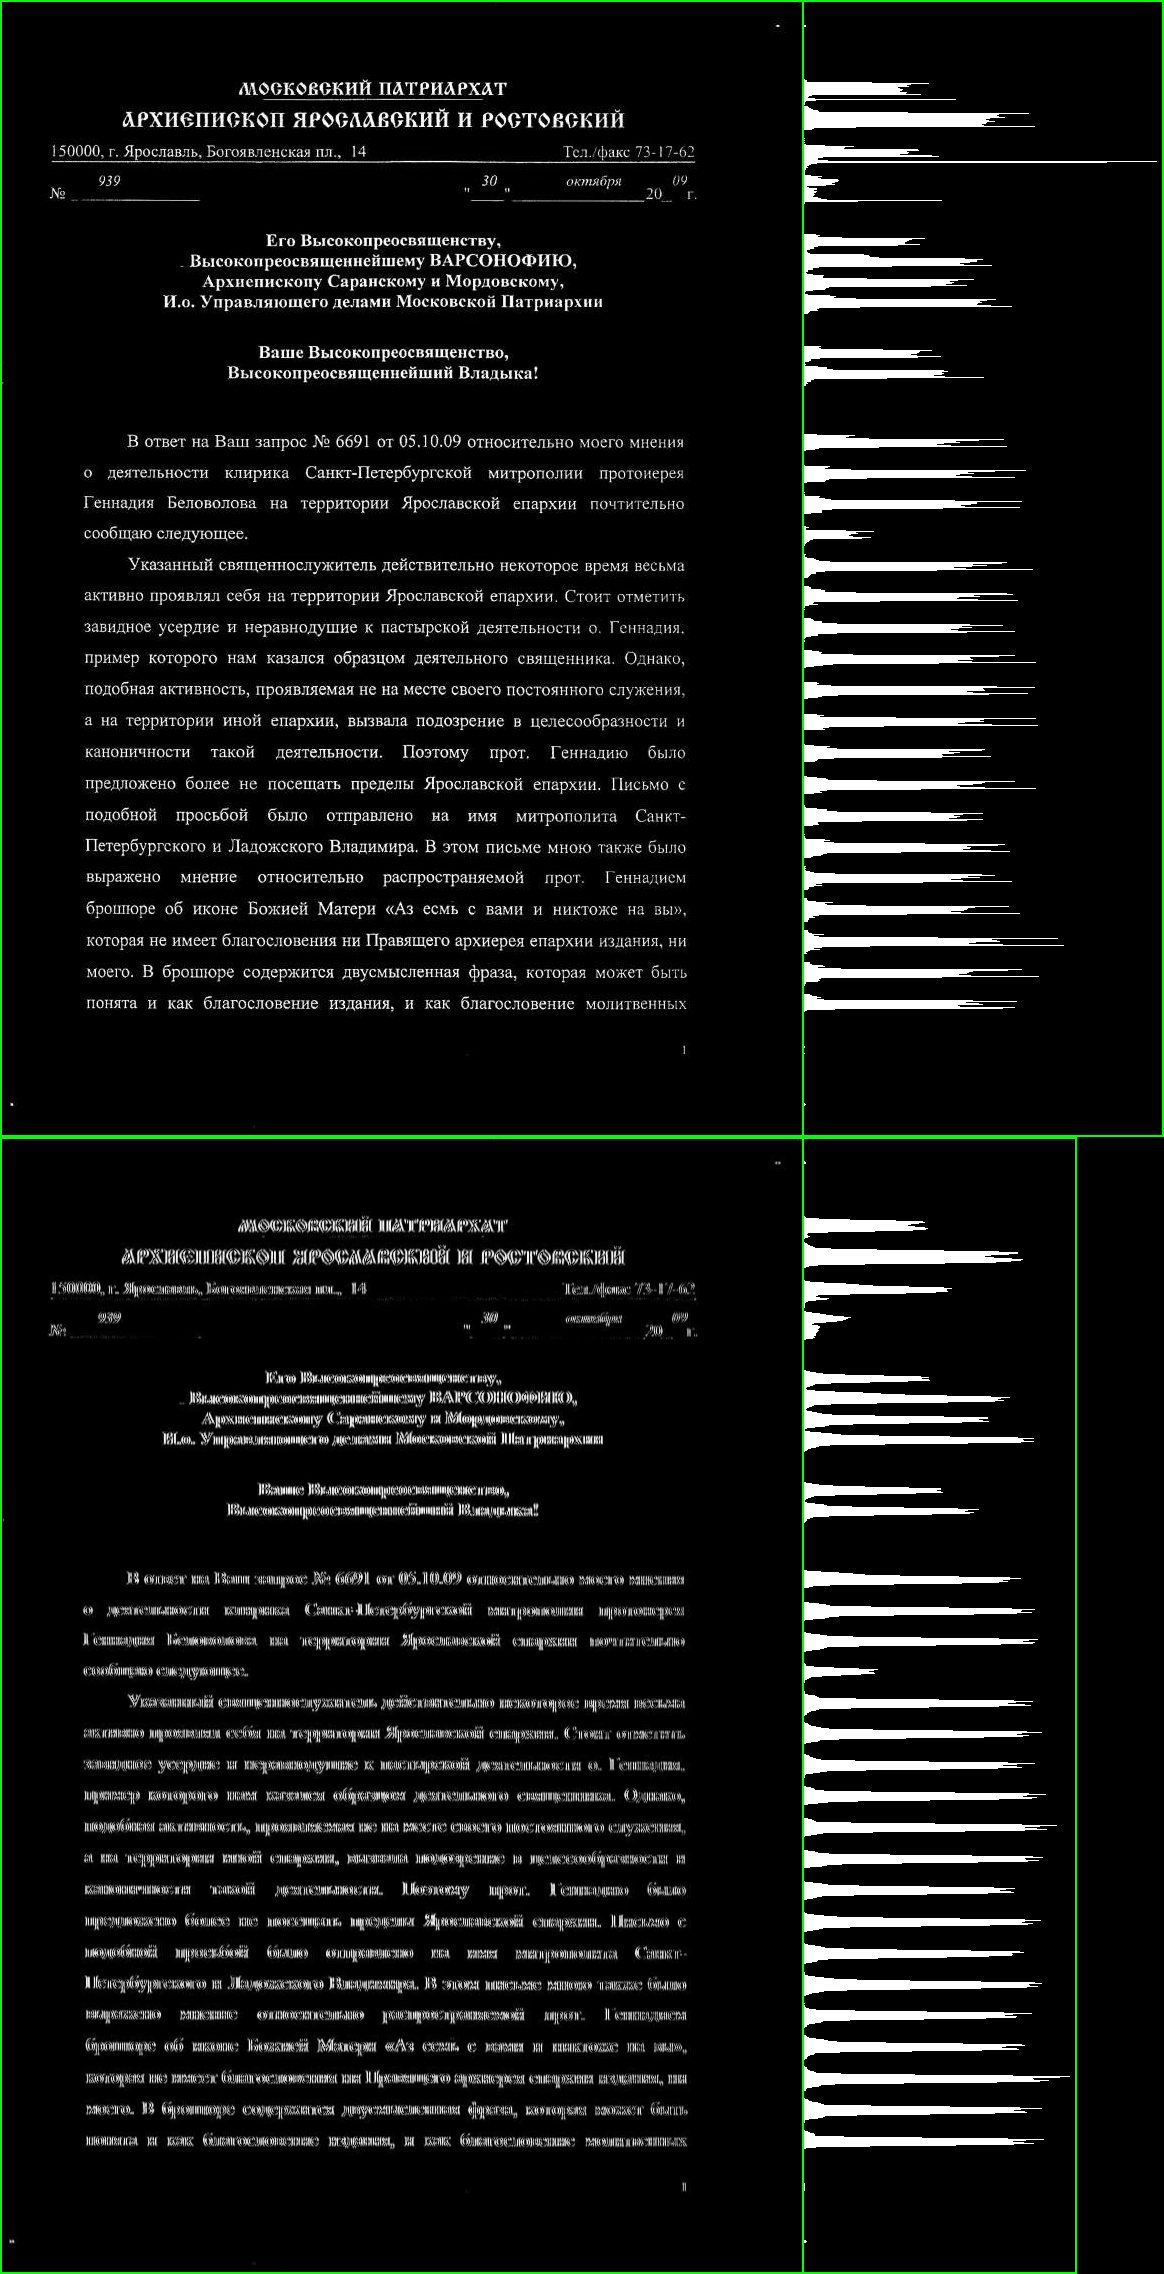 МОСКОВСКИЙ ПАТРИАРХАТ
АРХИЕПИСКОП ЯРОСЛАВСКИЙ И РОСТОВСКИЙ
150000, г. Ярославль, Богоявленская пл., 14 Тел./факс 73-17-62
939 30 октября 09
№ " " 20 г.
Его Высокопреосвященству,
Высокопреосвященнейшему ВАРСОНОФИЮ,
Архиепископу Саранскому и Мордовскому,
И.о. Управляющего делами Московской Патриархии
Ваше Высокопреосвященство,
Высокопреосвященнейший Владыка!
В ответ на Ваш запрос № 6691 от 05.10.09 относительно моего мнения
о деятельности клирика Санкт-Петербургской митрополии протоиерея
Геннадия Беловолова на территории Ярославской епархии почтительно
сообщаю следующее.
Указанный священнослужитель действительно некоторое время весьма
активно проявлял себя на территории Ярославской епархии. Стоит отметить
завидное усердие и неравнодушие к пастырской деятельности о. Геннадия,
пример которого нам казался образцом деятельного священника. Однако,
подобная активность, проявляемая не на месте своего постоянного служения,
а на территории иной епархии, вызвала подозрение в целесообразности и
каноничности такой деятельности. Поэтому прот. Геннадию было
предложено более не посещать пределы Ярославской епархии. Письмо с
подобной просьбой было отправлено на имя митрополита Санкт-
Петербургского и Ладожского Владимира. В этом письме мною также было
выражено мнение относительно распространяемой прот. Геннадием
брошюре об иконе Божией Матери «Аз есмь с вами и никтоже на вы»,
которая не имеет благословения ни Правящего архиерея епархии издания, ни
моего. В брошюре содержится двусмысленная фраза, которая может быть
понята и как благословение издания, и как благословение молитвенных
1
МОСКОВСКИЙ ПАТРИАРХАТ
АРХИЕПИСКОП ЯРОСЛАВСКИЙ И РОСТОВСКИЙ
150000, г. Ярославль, Богоявленская пл., 14 Тел./факс 73-17-62
939 30 октября 09
№ " " 20 г.
Его Высокопреосвященству,
Высокопреосвященнейшему ВАРСОНОФИЮ,
Архиепископу Саранскому и Мордовскому,
И.о. Управляющего делами Московской Патриархии
Ваше Высокопреосвященство,
Высокопреосвященнейший Владыка!
В ответ на Ваш запрос № 6691 от 05.10.09 относительно моего мнения
о деятельности клирика Санкт-Петербургской митрополии протоиерея
Геннадия Беловолова на территории Ярославской епархии почтительно
сообщаю следующее.
Указанный священнослужитель действительно некоторое время весьма
активно проявлял себя на территории Ярославской епархии. Стоит отметить
завидное усердие и неравнодушие к пастырской деятельности о. Геннадия,
пример которого нам казался образцом деятельного священника. Однако,
подобная активность, проявляемая не на месте своего постоянного служения,
а на территории иной епархии, вызвала подозрение в целесообразности и
каноничности такой деятельности. Поэтому прот. Геннадию было
предложено более не посещать пределы Ярославской епархии. Письмо с
подобной просьбой было отправлено на имя митрополита Санкт-
Петербургского и Ладожского Владимира. В этом письме мною также было
выражено мнение относительно распространяемой прот. Геннадием
брошюре об иконе Божией Матери «Аз есмь с вами и никтоже на вы»,
которая не имеет благословения ни Правящего архиерея епархии издания, ни
моего. В брошюре содержится двусмысленная фраза, которая может быть
понята и как благословение издания, и как благословение молитвенных
1